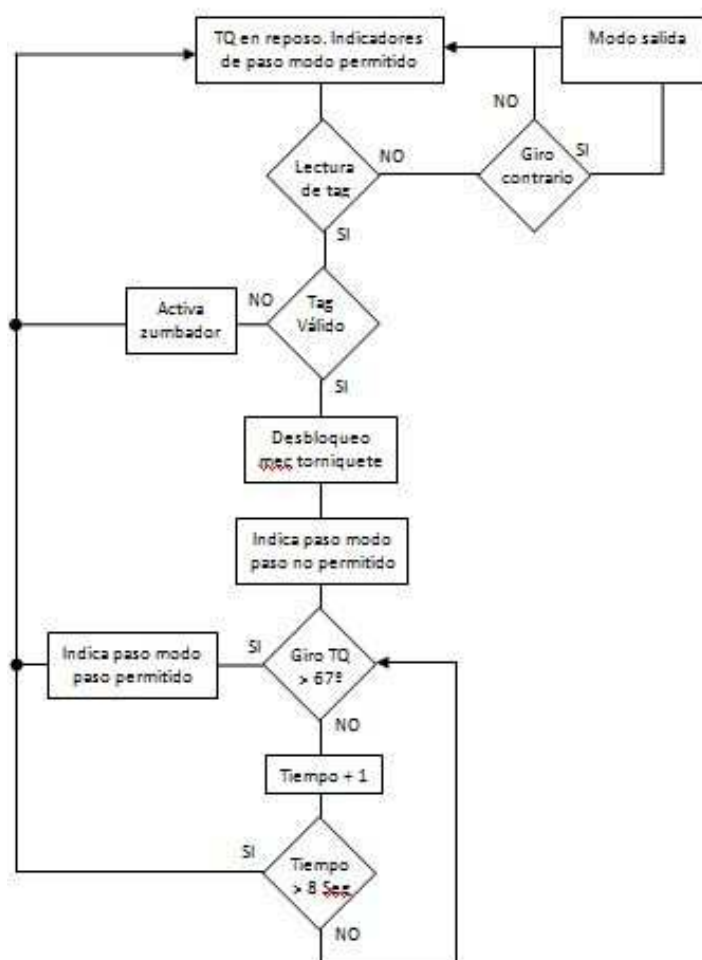 TQ en reposo. Indicadores
de paso modo permitido
Modo salida
NO
Lectura
de tag
NO
Giro
contrario
SI
SI
Activa
zumbador
NO
Tag
Válido
SI
Desbloqueo
mec torniquete
Indica paso modo
paso no permitido
Indica paso modo
paso permitido
SI
Giro TQ
> 67º
NO
Tiempo + 1
SI
Tiempo
> 8 Seg
NO